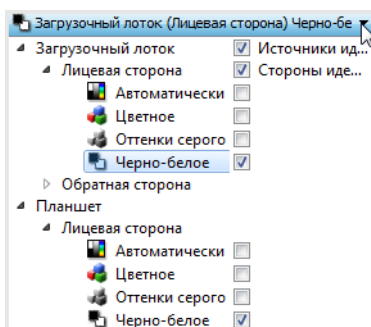 Загрузочный лоток (Лицевая сторона) Черно-бе
Загрузочный лоток Источники ид...
Лицевая сторона Стороны иде...
Автоматически
Цветное
Оттенки серого
Черно-белое
Обратная сторона
Планшет
Лицевая сторона
Автоматически
Цветное
Оттенки серого
Черно-белое